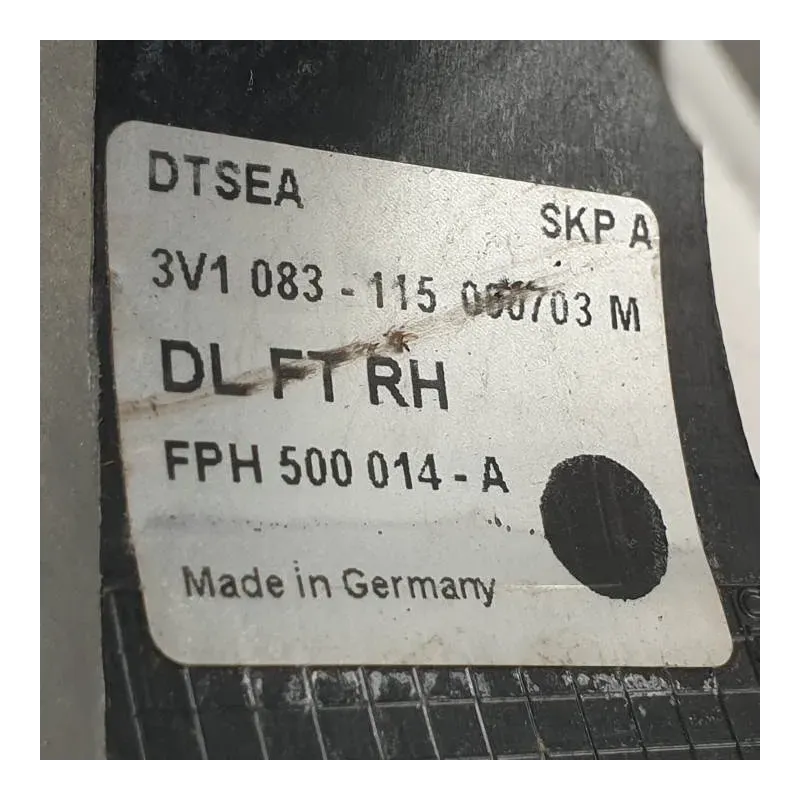 DTSEA
SKP A
3V1 083 - 115 000703 M
DL FT RH
FPH 500 014 - A
Made in Germany